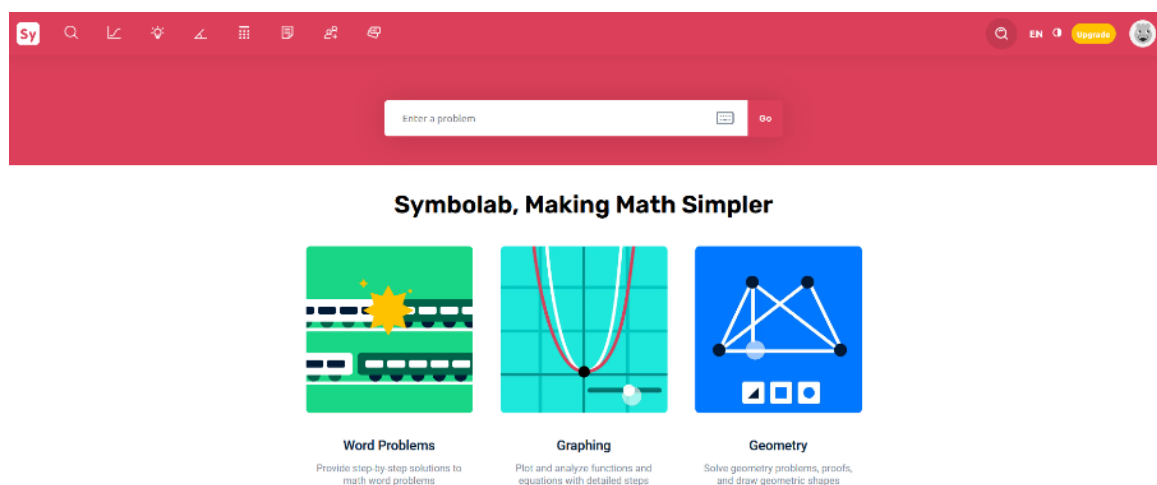 Sy
EN
Upgrade
Enter a problem
Go
Symbolab, Making Math Simpler
Word Problems
Provide step-by-step solutions to
math word problems
Graphing
Plot and analyze functions and
equations with detailed steps
Geometry
Solve geometry problems, proofs,
and draw geometric shapes